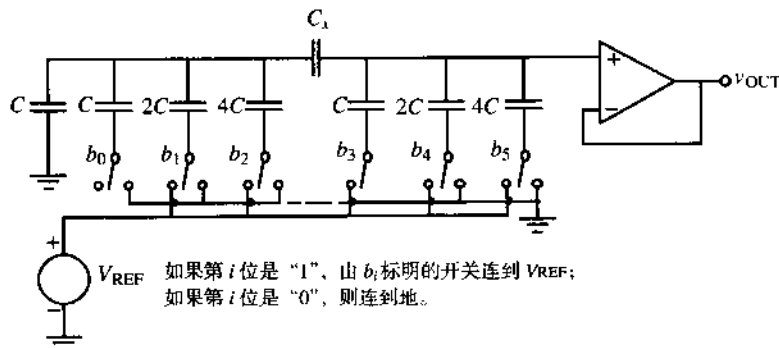 Cx
C C 2C 4C C 2C 4C
b0 b1 b2 b3 b4 b5
+
−
vOUT
+
VREF
−
如果第 i 位是 “1”，由 bi 标明的开关连到 VREF；
如果第 i 位是 “0”，则连到地。